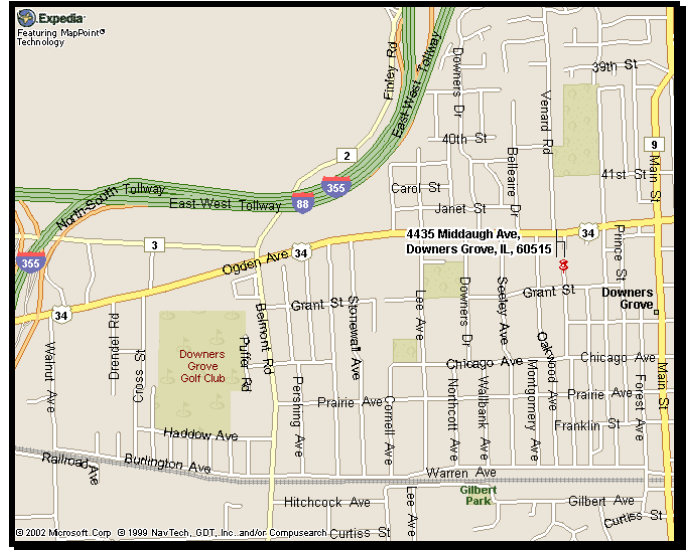 Expedia
Featuring MapPoint®
Technology
Finley Rd
East West Tollway
Downers Dr
Venard Rd
39th St
40th St
Belleaire Dr
9
Main St
2
41st St
Carol St
Janet St
355
88
North South Tollway
East West Tollway
4435 Middaugh Ave,
Downers Grove, IL, 60515
34
Prince St
3
34
Ogden Ave
355
34
Grant St
Grant St
Downers
Grove
Walnut Ave
Drendel Rd
Cross St
Downers
Grove
Golf Club
Puffer Rd
Belmont Rd
Stonewall Ave
Lee Ave
Downers Dr
Seeley Ave
Oakwood Ave
Chicago Ave
Chicago Ave
Main St
Pershing Ave
Prairie Ave
Cornell Ave
Northcott Ave
Wallbank Ave
Montgomery Ave
Prairie Ave
Forest Ave
Franklin St
Haddow Ave
Railroad Ave
Burlington Ave
Warren Ave
Gilbert
Park
Hitchcock Ave
Lee Ave
Gilbert Ave
Curtiss St
Curtiss St
© 2002 Microsoft Corp © 1999 NavTech, GDT, Inc. and/or Compusearch